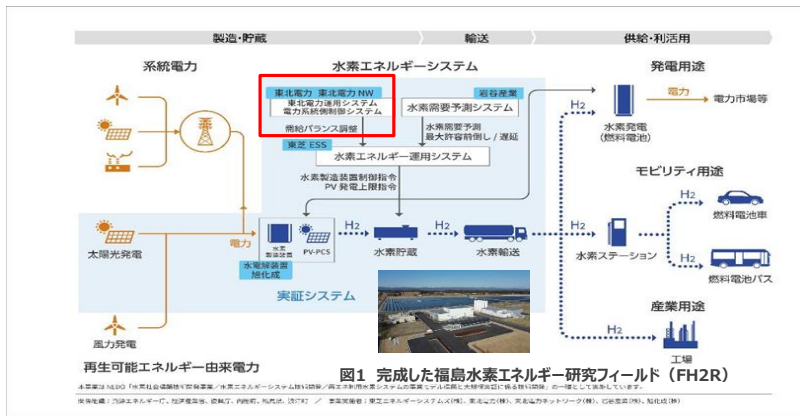 製造・貯蔵
輸送
供給・利活用
系統電力
水素エネルギーシステム
発電用途
東北電力 東北電力NW
東北電力運用システム
電力系統側制御システム
岩谷産業
水素需要予測システム
需給バランス調整
水素需要予測
最大許容前倒し/遅延
東芝ESS
水素エネルギー運用システム
水素製造装置制御指令
PV発電上限指令
H2
水素発電
(燃料電池)
電力
電力市場等
モビリティ用途
太陽光発電
電力
水素
製造装置
PV-PCS
H2
水素貯蔵
H2
水素輸送
水素ステーション
H2
燃料電池車
H2
燃料電池バス
水電解装置
旭化成
実証システム
風力発電
再生可能エネルギー由来電力
産業用途
H2
工場
図1 完成した福島水素エネルギー研究フィールド（FH2R）